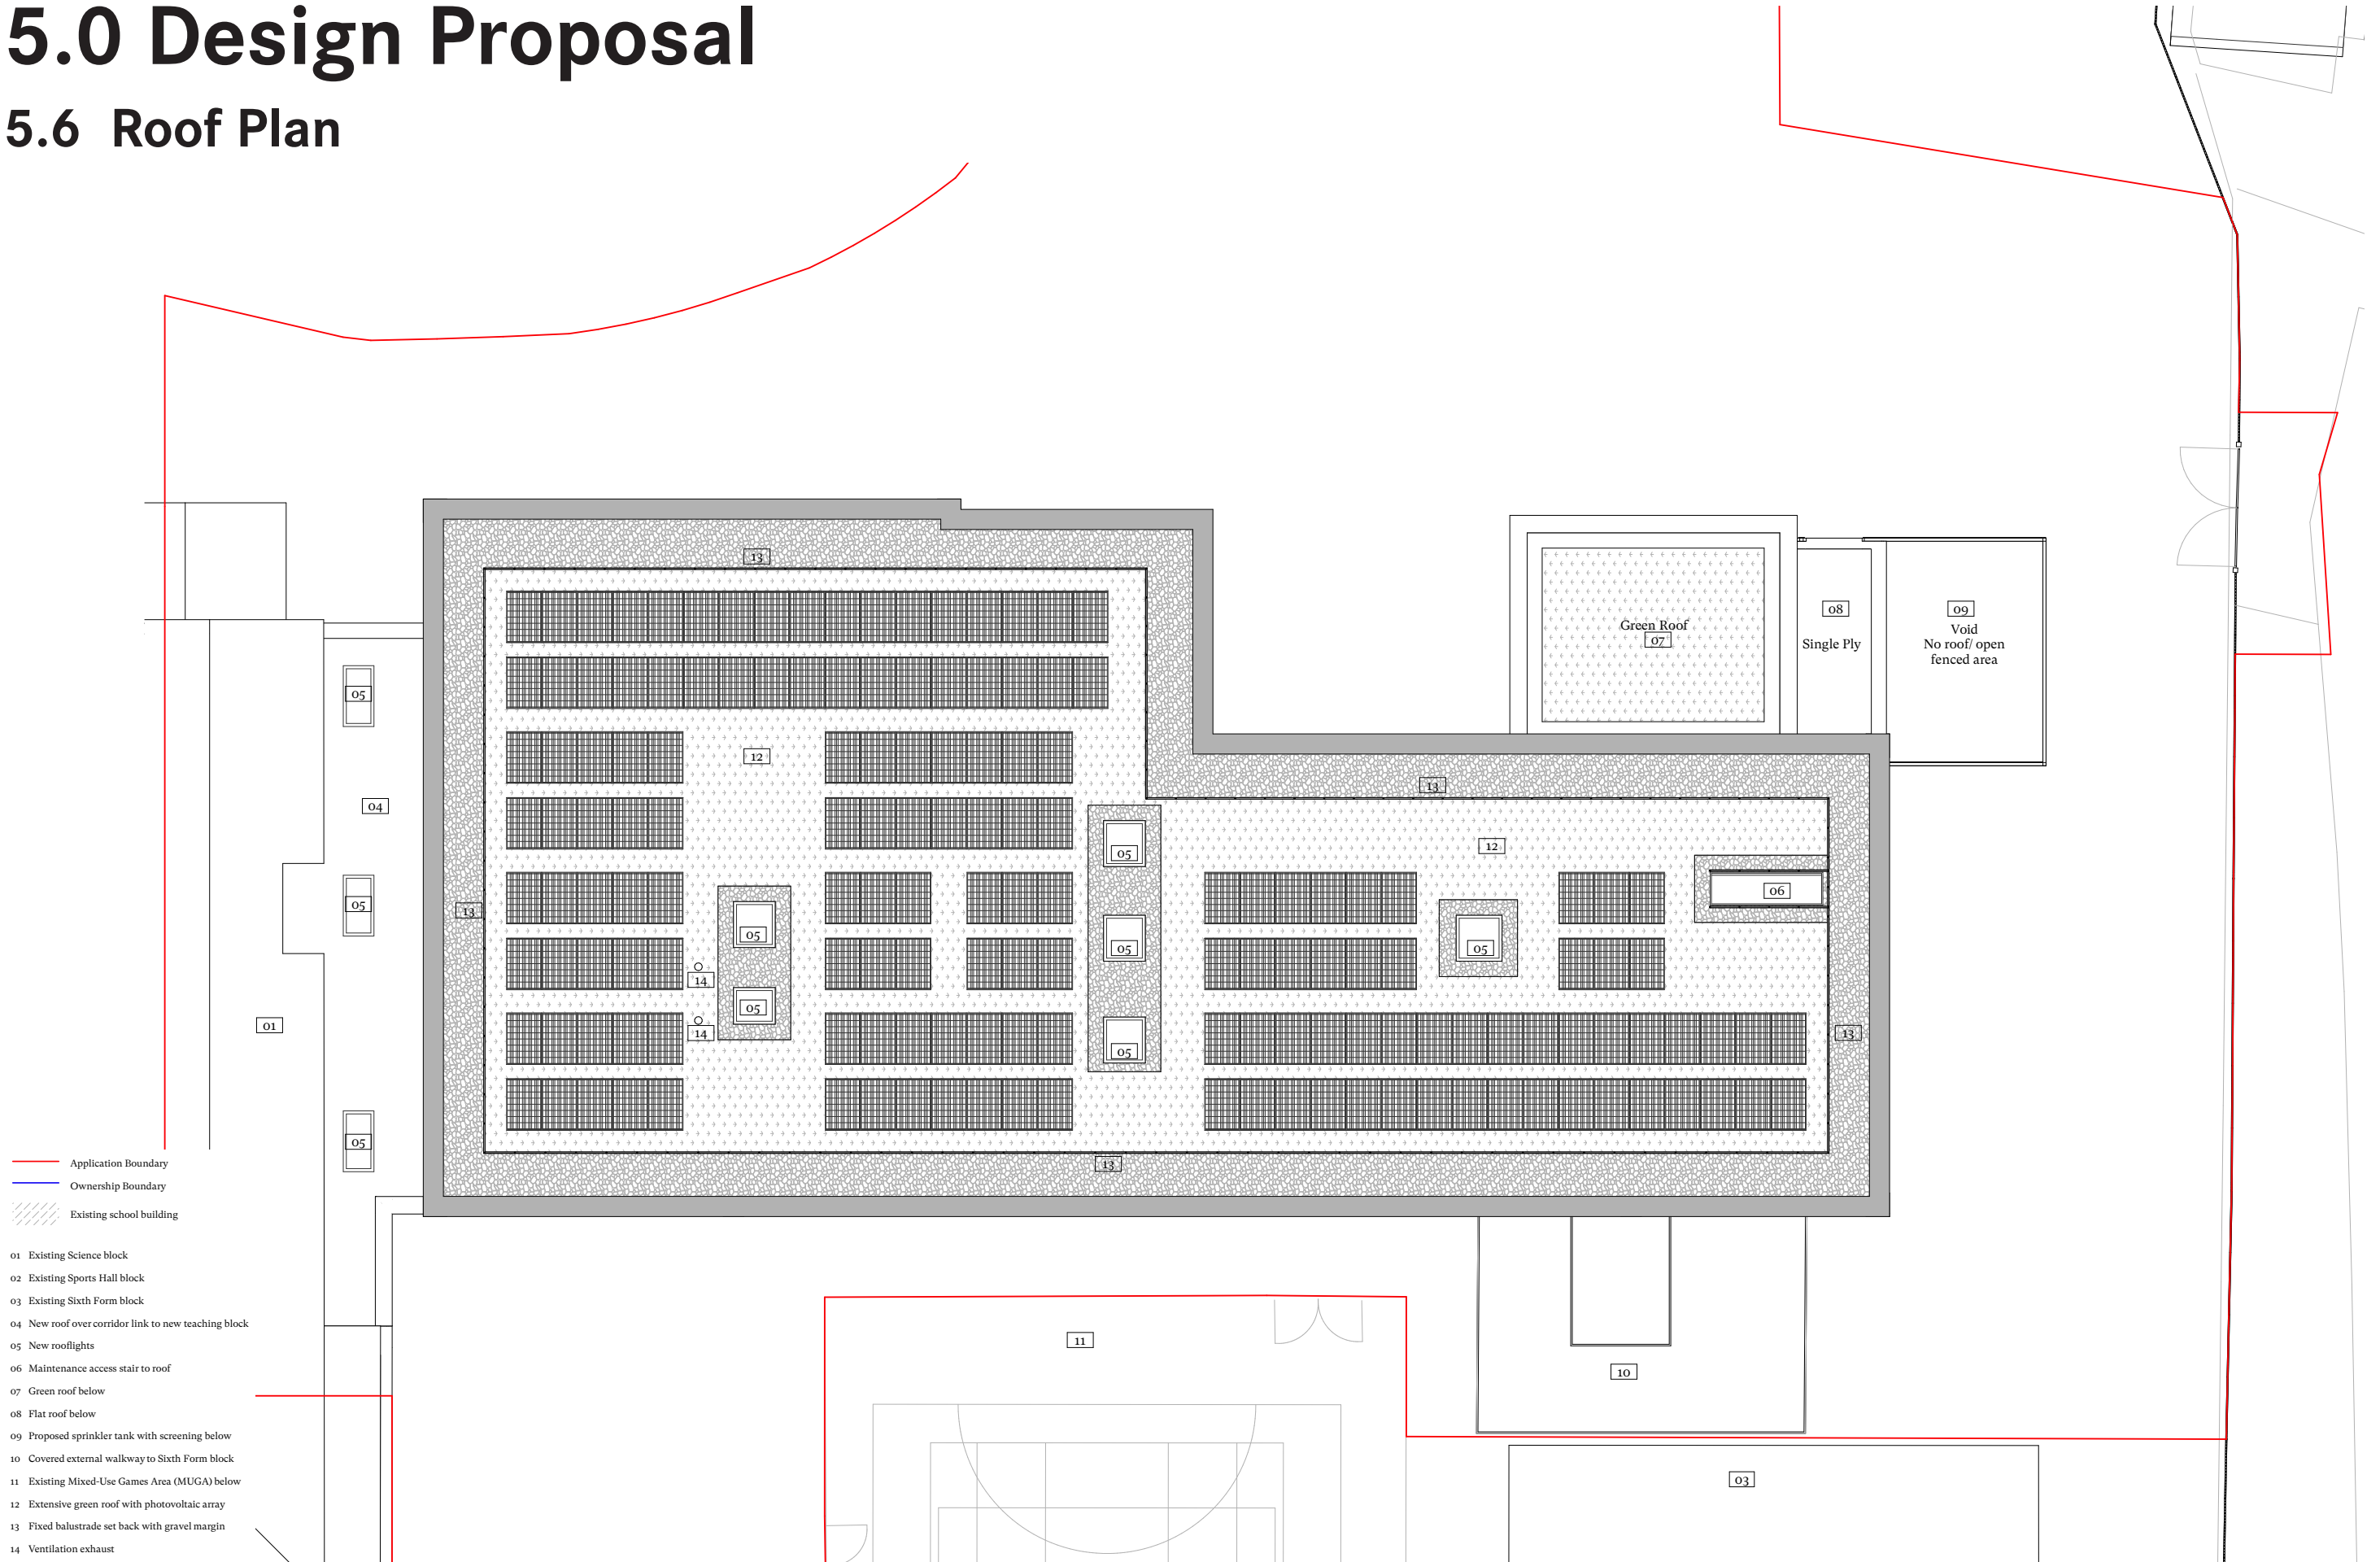 5.0 Design Proposal
5.6 Roof Plan
13
Green Roof
07
08
Single Ply
09
Void
No roof/ open
fenced area
05
12
04
13
05
12
05
06
13
05
05
05
05
14
05
14
05
01
13
05
13
11
10
03
Application Boundary
Ownership Boundary
Existing school building
01 Existing Science block
02 Existing Sports Hall block
03 Existing Sixth Form block
04 New roof over corridor link to new teaching block
05 New rooflights
06 Maintenance access stair to roof
07 Green roof below
08 Flat roof below
09 Proposed sprinkler tank with screening below
10 Covered external walkway to Sixth Form block
11 Existing Mixed-Use Games Area (MUGA) below
12 Extensive green roof with photovoltaic array
13 Fixed balustrade set back with gravel margin
14 Ventilation exhaust